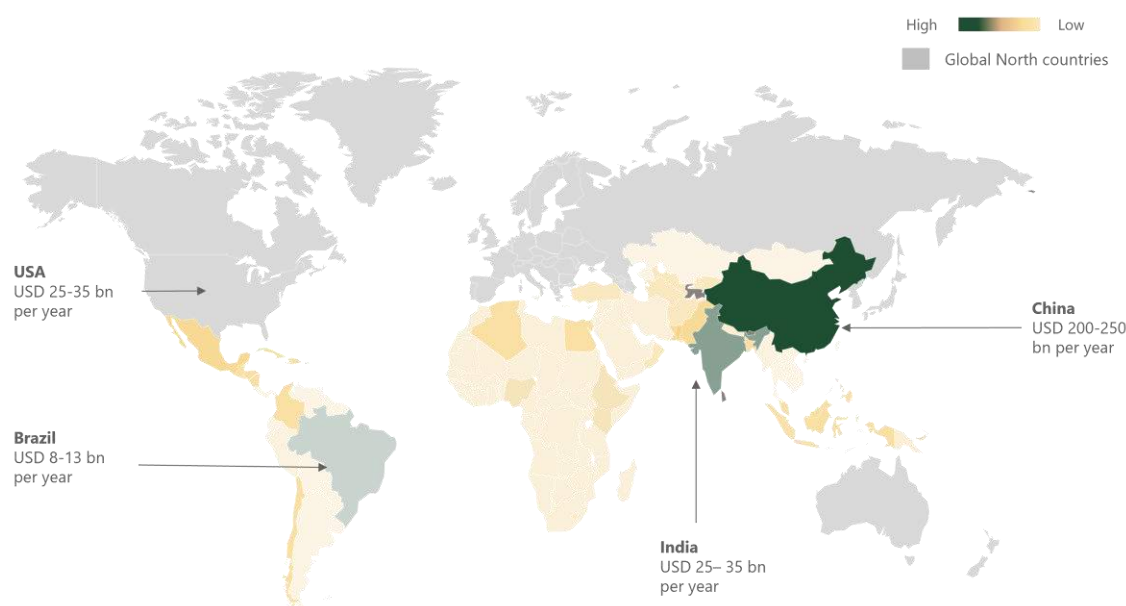 High Low
Global North countries
USA
USD 25-35 bn
per year
China
USD 200-250
bn per year
Brazil
USD 8-13 bn
per year
India
USD 25– 35 bn
per year